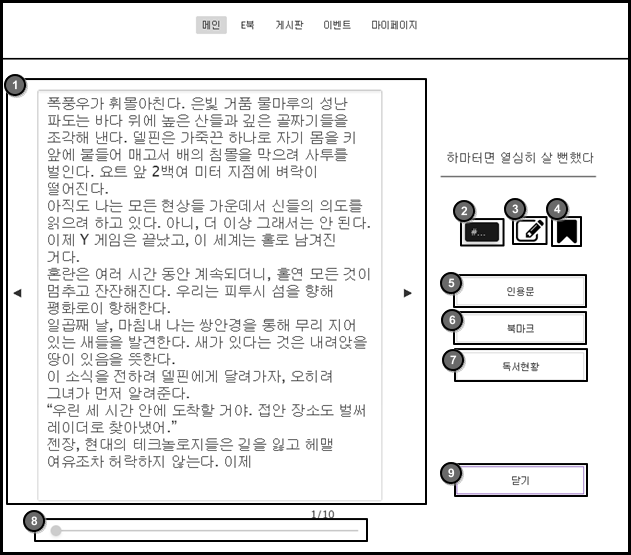 메인 E북 게시판 이벤트 마이페이지
1
폭풍우가 휘몰아친다. 은빛 거품 물마루의 성난
파도는 바다 위에 높은 산들과 깊은 골짜기들을
조각해 낸다. 델핀은 가죽끈 하나로 자기 몸을 키
앞에 붙들어 매고서 배의 침몰을 막으려 사투를
벌인다. 요트 앞 2백여 미터 지점에 벼락이
떨어진다.
아직도 나는 모든 현상들 가운데서 신들의 의도를
읽으려 하고 있다. 아니, 더 이상 그래서는 안 된다.
이제 Y 게임은 끝났고, 이 세계는 홀로 남겨진
거다.
혼란은 여러 시간 동안 계속되더니, 홀연 모든 것이
멈추고 잔잔해진다. 우리는 피투시 섬을 향해
평화로이 항해한다.
일곱째 날, 마침내 나는 쌍안경을 통해 무리 지어
있는 새들을 발견한다. 새가 있다는 것은 내려앉을
땅이 있음을 뜻한다.
이 소식을 전하려 델핀에게 달려가자, 오히려
그녀가 먼저 알려준다.
“우린 세 시간 안에 도착할 거야. 접안 장소도 벌써
레이더로 찾아냈어.”
젠장, 현대의 테크놀로지들은 길을 잃고 헤맬
여유조차 허락하지 않는다. 이제
◀
▶
하마터면 열심히 살 뻔했다
2
#...
3
4
5
인용문
6
북마크
7
독서현황
9
닫기
1/10
8